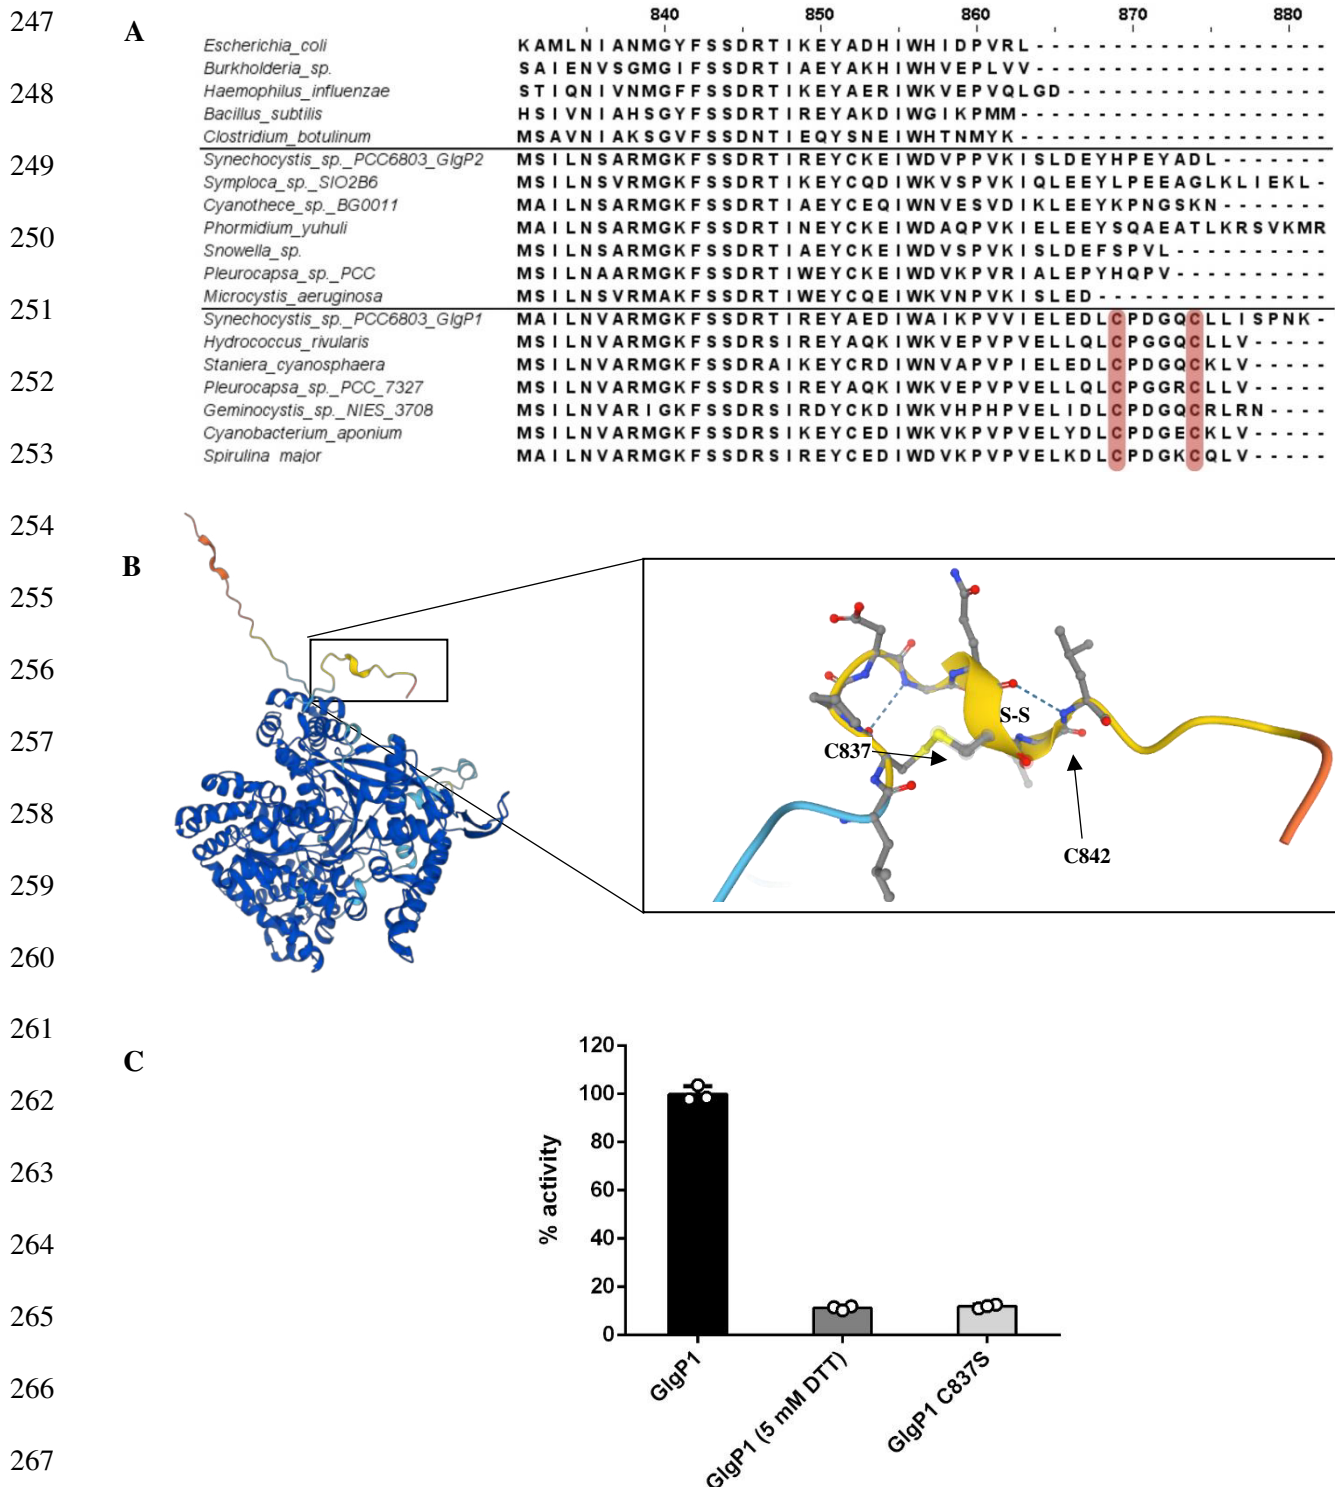 247
A
840 850 860 870 880
Escherichia_coli KAMLNIANMGYFSSDRTIKEYADHIWHIDPVRL------------------
Burkholderia_sp. SAIENVSGMGIFSSDRTIAEYAKHIWHVEPLVV------------------
248
Haemophilus_influenzae STIQNIVNMGFFSSDRTIKEYAERIWKVEPVQLGD----------------
Bacillus_subtilis HSIVNIAHSGYFSSDRTIREYAKDIWGIKPMM-------------------
Clostridium_botulinum MSAVNIAKSGVFSSDNTIEQYSNEIWHTNMYK-------------------
249
Synechocystis_sp._PCC6803_GlgP2 MSILNSARMGKFSSDRTIREYCKEIWDVPPVKISLDEYHPEYADL-------
Symploca_sp._SIO2B6 MSILNSVRMGKFSSDRTIKEYCQDIWKVSPVKIQLEEYLPEEAGLKLIEKL-
Cyanothece_sp._BG0011 MAILNSVRMGKFSSDRTIAEYCEQIWNVESVDIKLEEYKPNGSKN-------
250
Phormidium_yuhuli MAILNSVRMGKFSSDRTINEYCKEIWDAQPVKIELEEYSQAEATLKRSVKMR
Snowella_sp. MSILNSARMGKFSSDRTIKEYCSEIWDVSPVKISLDEFSPVL----------
Pleurocapsa_sp._PCC MSILNAARMGKFSSDRTIWEYCKEIWDVKPVRIALEPYHQPV----------
Microcystis_aeruginosa MSILNSVRMAKFSSDRTIWEYCQEIWKVNPVKISLED---------------
251
Synechocystis_sp._PCC6803_GlgP1 MAILNVARMGKFSSDRTIREYAEDIWAIKPVVIELEDLCPDGQCLLISPNK-
Hydrococcus_rivularis MSILNVARMGKFSSDRSIREYAQKIWKVEPVPVELLQLCPGGQCLLV-----
Staniera_cyanosphaera MSILNVARMGKFSSDRAIKEYCRDIWNVAPVPIELEDLCPDGQCKLV-----
252
Pleurocapsa_sp._PCC_7327 MSILNVARMGKFSSDRSIREYAQKIWKVEPVPVELLQLCPGGRCLLV-----
Geminocystis_sp._NIES_3708 MSILNVARIGKFSSDRSIRDYCKDIWKVHPHPVELIDLCPDGQCRLRN----
Cyanobacterium_aponium MSILNVARMGKFSSDRSIKEYCEDIWKVKPVPVELYDLCPDGECKLV-----
253
Spirulina_major MAILNVARMGKFSSDRSIREYCEDIWDVKPVPVELKDLCPDGKCQLV-----
254
B
255
256
S-S
257
C837
258
C842
259
260
261
C
120
262
100
80
263
% activity
60
264
40
20
265
0
GlgP1
GlgP1 (5 mM DTT)
GlgP1 C837S
266
267